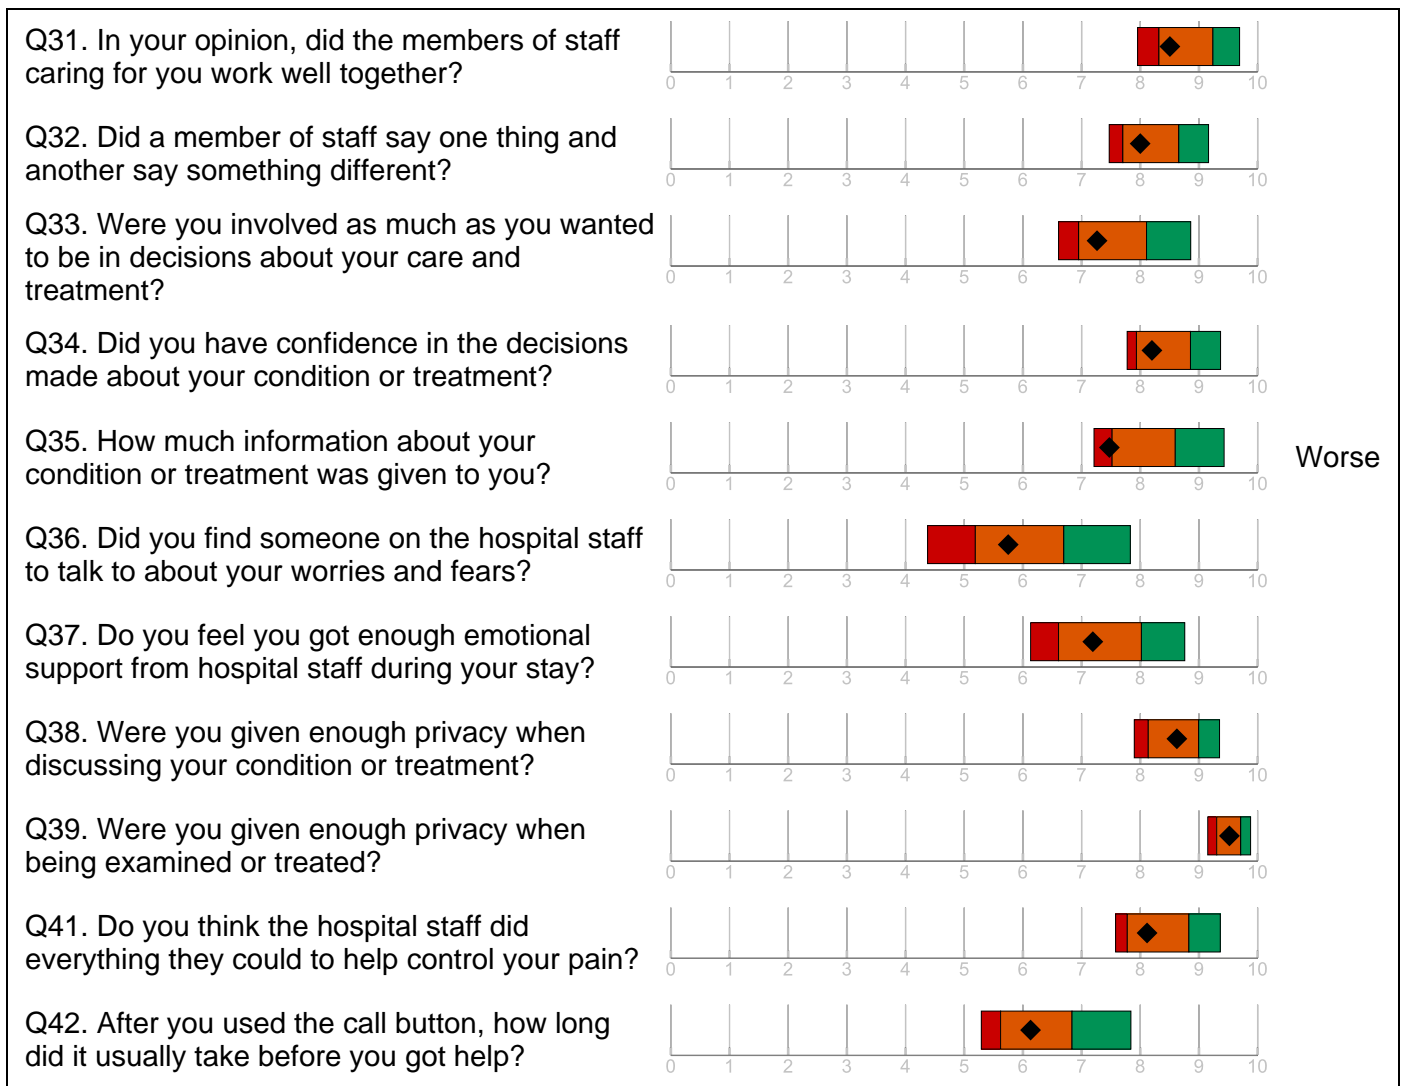 Q31. In your opinion, did the members of staff
caring for you work well together?
0 1 2 3 4 5 6 7 8 9 10
Q32. Did a member of staff say one thing and
another say something different?
0 1 2 3 4 5 6 7 8 9 10
Q33. Were you involved as much as you wanted
to be in decisions about your care and
treatment?
0 1 2 3 4 5 6 7 8 9 10
Q34. Did you have confidence in the decisions
made about your condition or treatment?
0 1 2 3 4 5 6 7 8 9 10
Q35. How much information about your
condition or treatment was given to you?
Worse
0 1 2 3 4 5 6 7 8 9 10
Q36. Did you find someone on the hospital staff
to talk to about your worries and fears?
0 1 2 3 4 5 6 7 8 9 10
Q37. Do you feel you got enough emotional
support from hospital staff during your stay?
0 1 2 3 4 5 6 7 8 9 10
Q38. Were you given enough privacy when
discussing your condition or treatment?
0 1 2 3 4 5 6 7 8 9 10
Q39. Were you given enough privacy when
being examined or treated?
0 1 2 3 4 5 6 7 8 9 10
Q41. Do you think the hospital staff did
everything they could to help control your pain?
0 1 2 3 4 5 6 7 8 9 10
Q42. After you used the call button, how long
did it usually take before you got help?
0 1 2 3 4 5 6 7 8 9 10